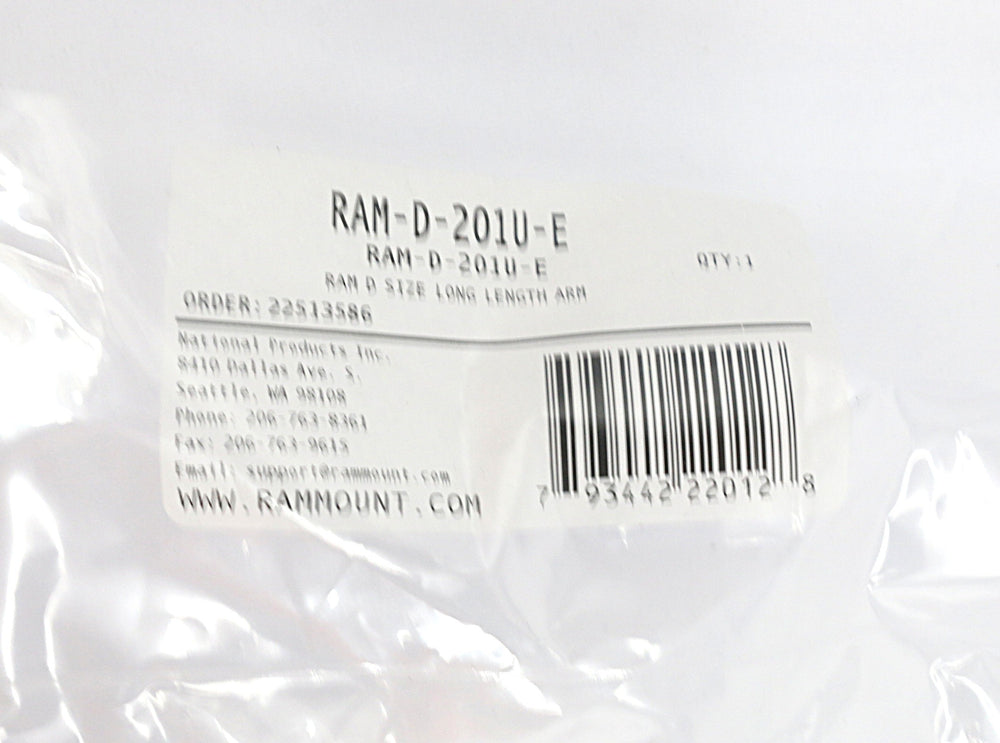 RAM-D-201U-E
RAM-D-201U-E
QTY:1
RAM D SIZE LONG LENGTH ARM
ORDER: 22513586
National Products Inc.
8410 Dallas Ave. S.
Seattle, WA 98108
Phone: 206-763-8361
Fax: 206-763-9615
Email: support@rammount.com
WWW.RAMMOUNT.COM
7 93442 22012 8